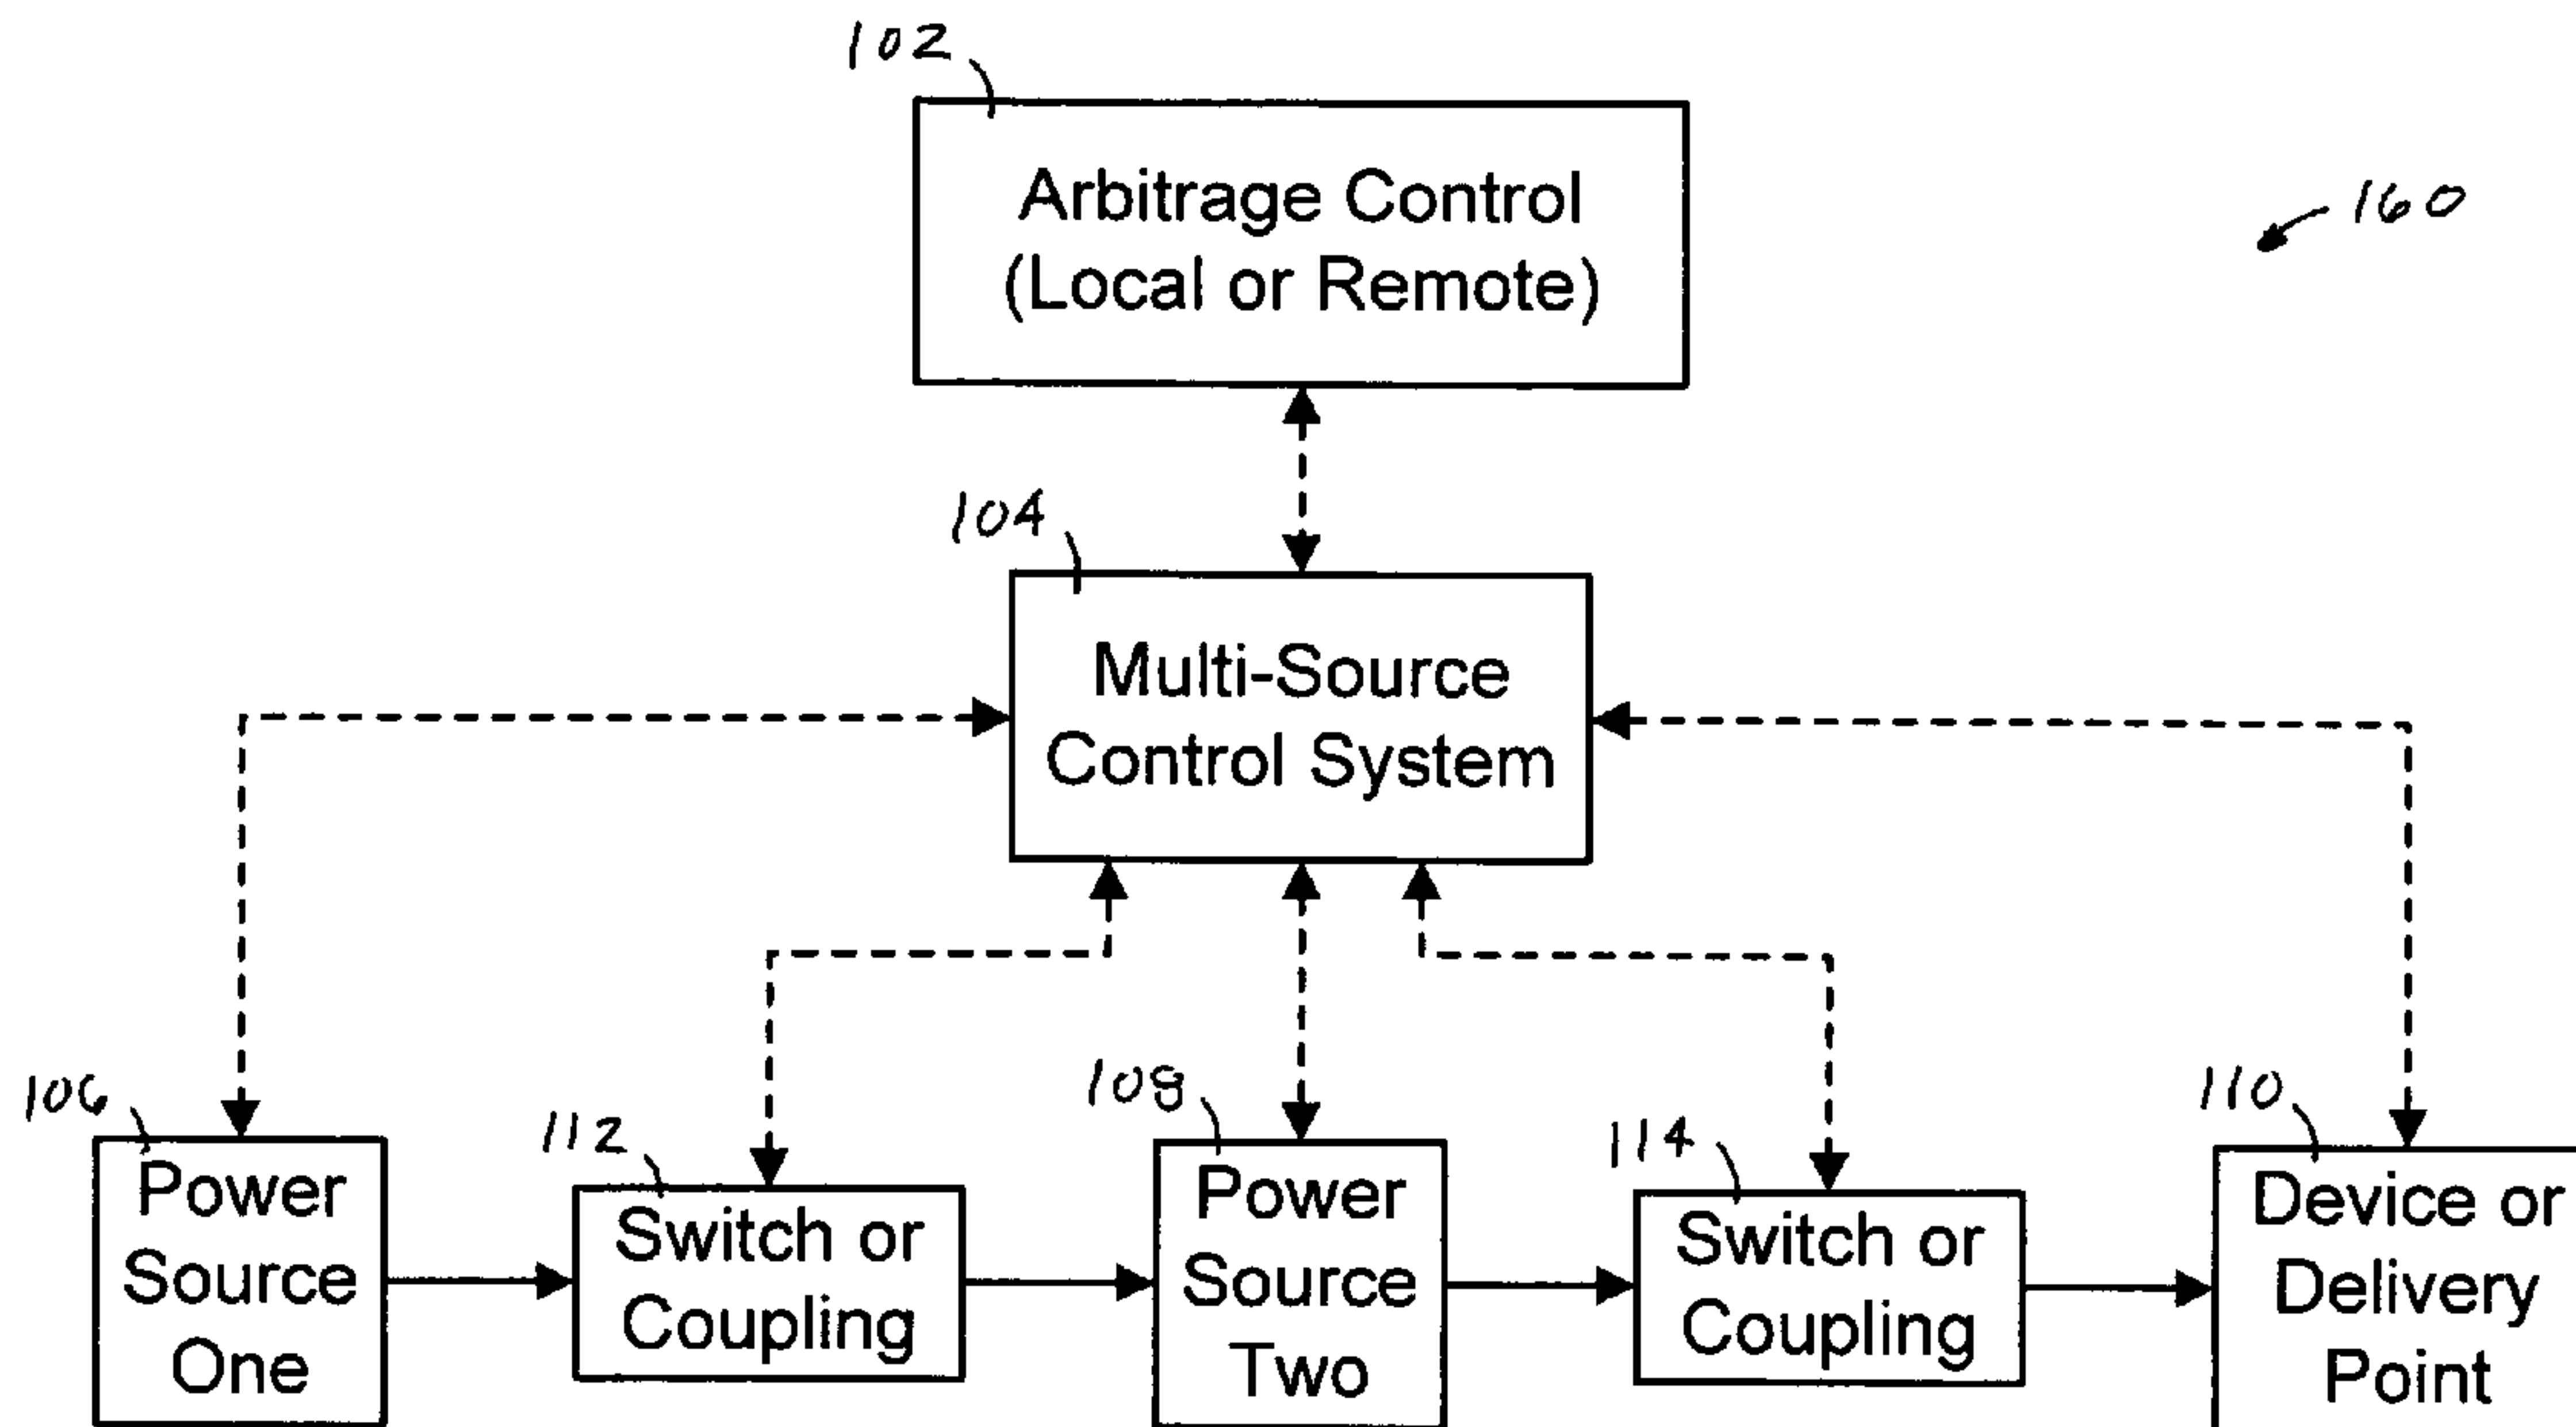 102
Arbitrage Control
(Local or Remote)
160
104
Multi-Source
Control System
106
Power
Source
One
112
Switch or
Coupling
108
Power
Source
Two
114
Switch or
Coupling
110
Device or
Delivery
Point